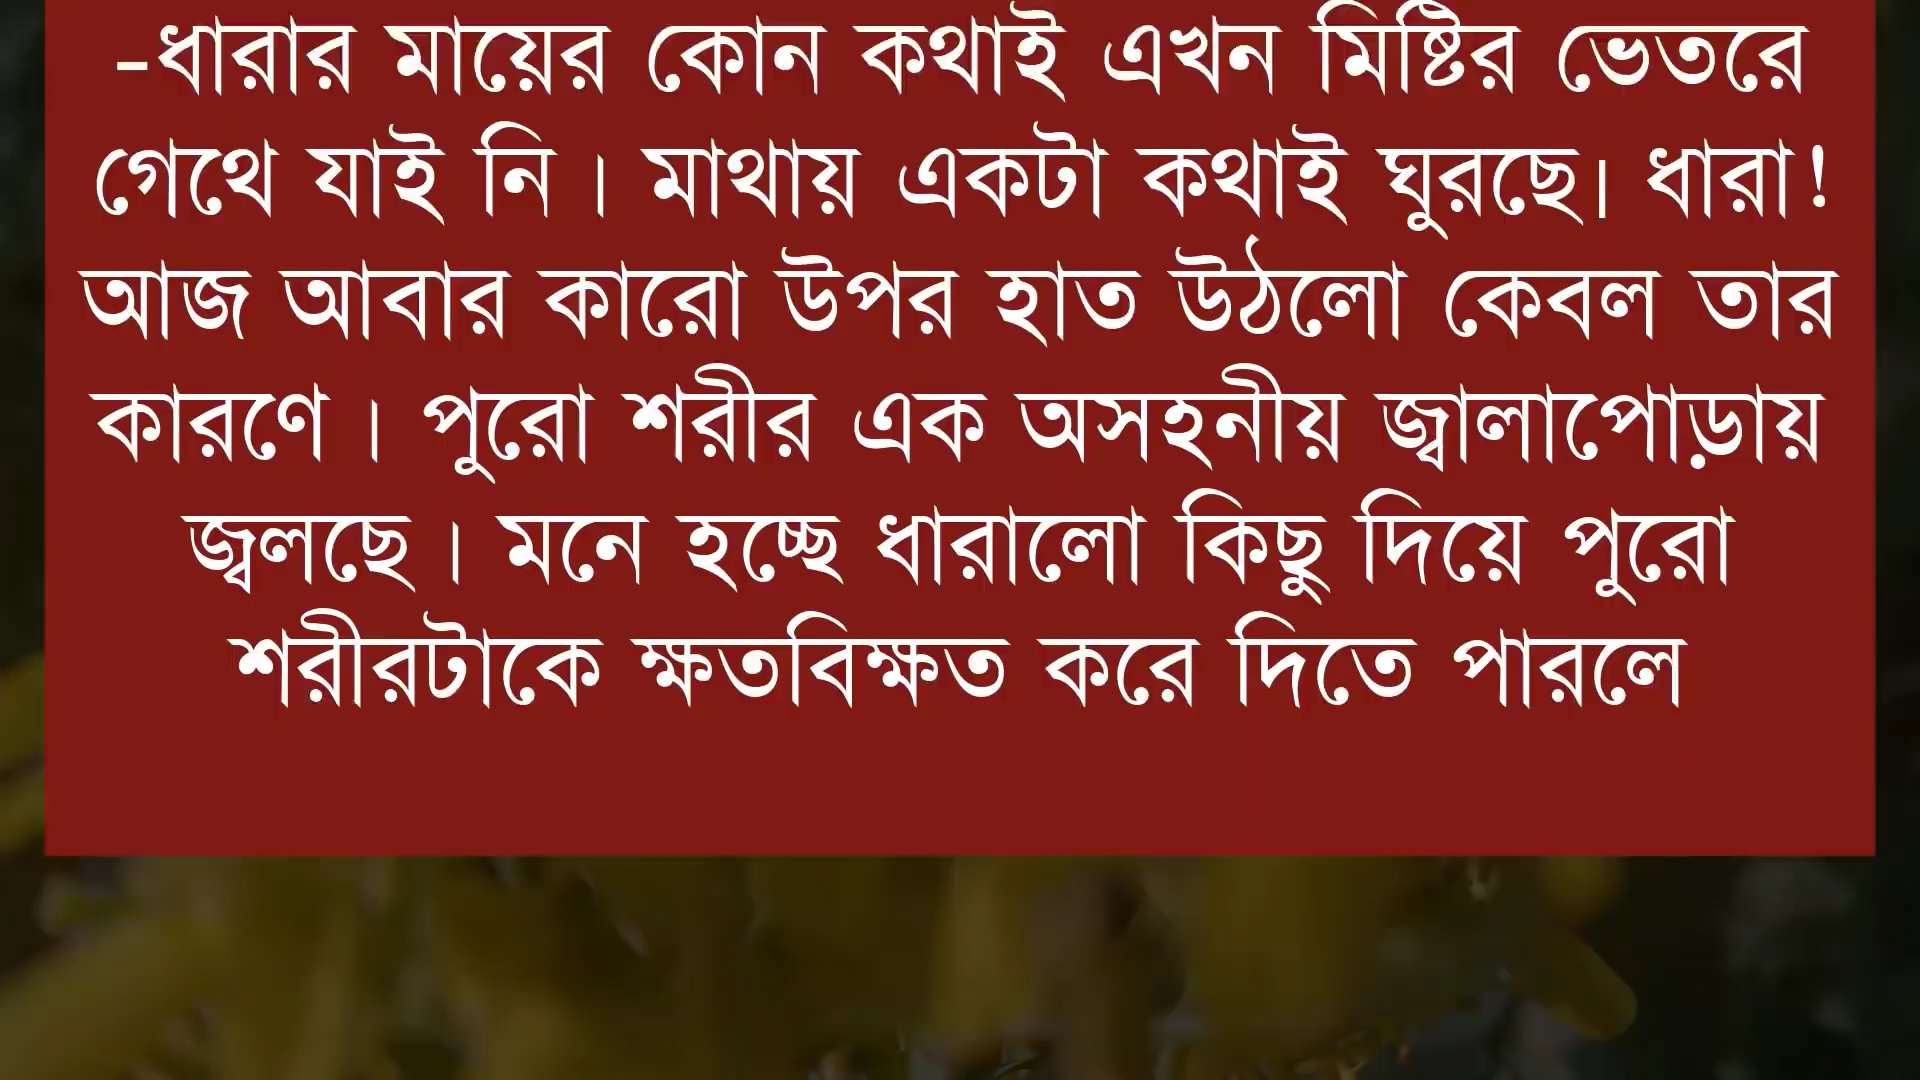 -ধারার মায়ের কোন কথাই এখন মিষ্টির ভেতরে
গেথে যাই নি । মাথায় একটা কথাই ঘুরছে। ধারা!
আজ আবার কারো উপর হাত উঠলো কেবল তার
কারণে । পুরো শরীর এক অসহনীয় জ্বালাপোড়ায়
জ্বলছে । মনে হচ্ছে ধারালো কিছু দিয়ে পুরো
শরীরটাকে ক্ষতবিক্ষত করে দিতে পারলে